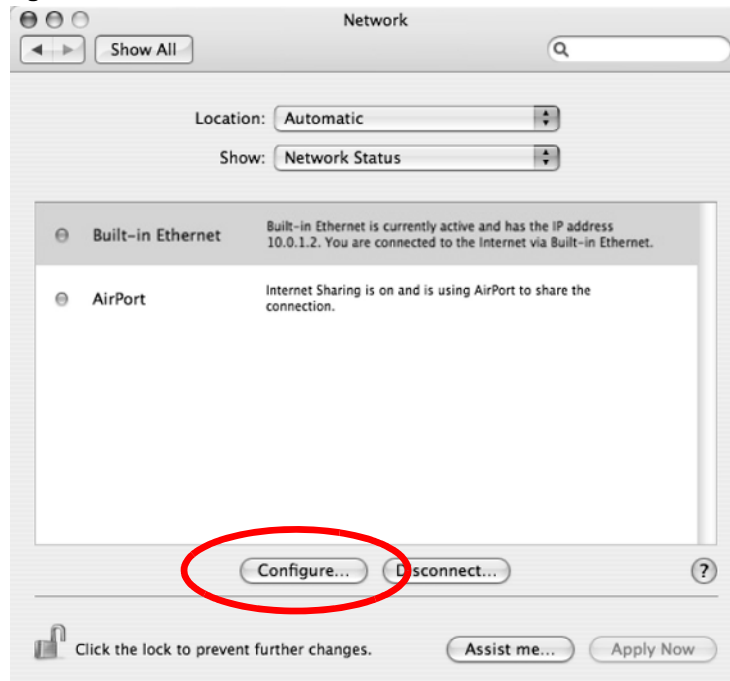 Network
Show All
Location: Automatic
Show: Network Status
Built-in Ethernet
Built-in Ethernet is currently active and has the IP address
10.0.1.2. You are connected to the Internet via Built-in Ethernet.
AirPort
Internet Sharing is on and is using AirPort to share the
connection.
Configure... Disconnect... ?
Click the lock to prevent further changes. Assist me... Apply Now